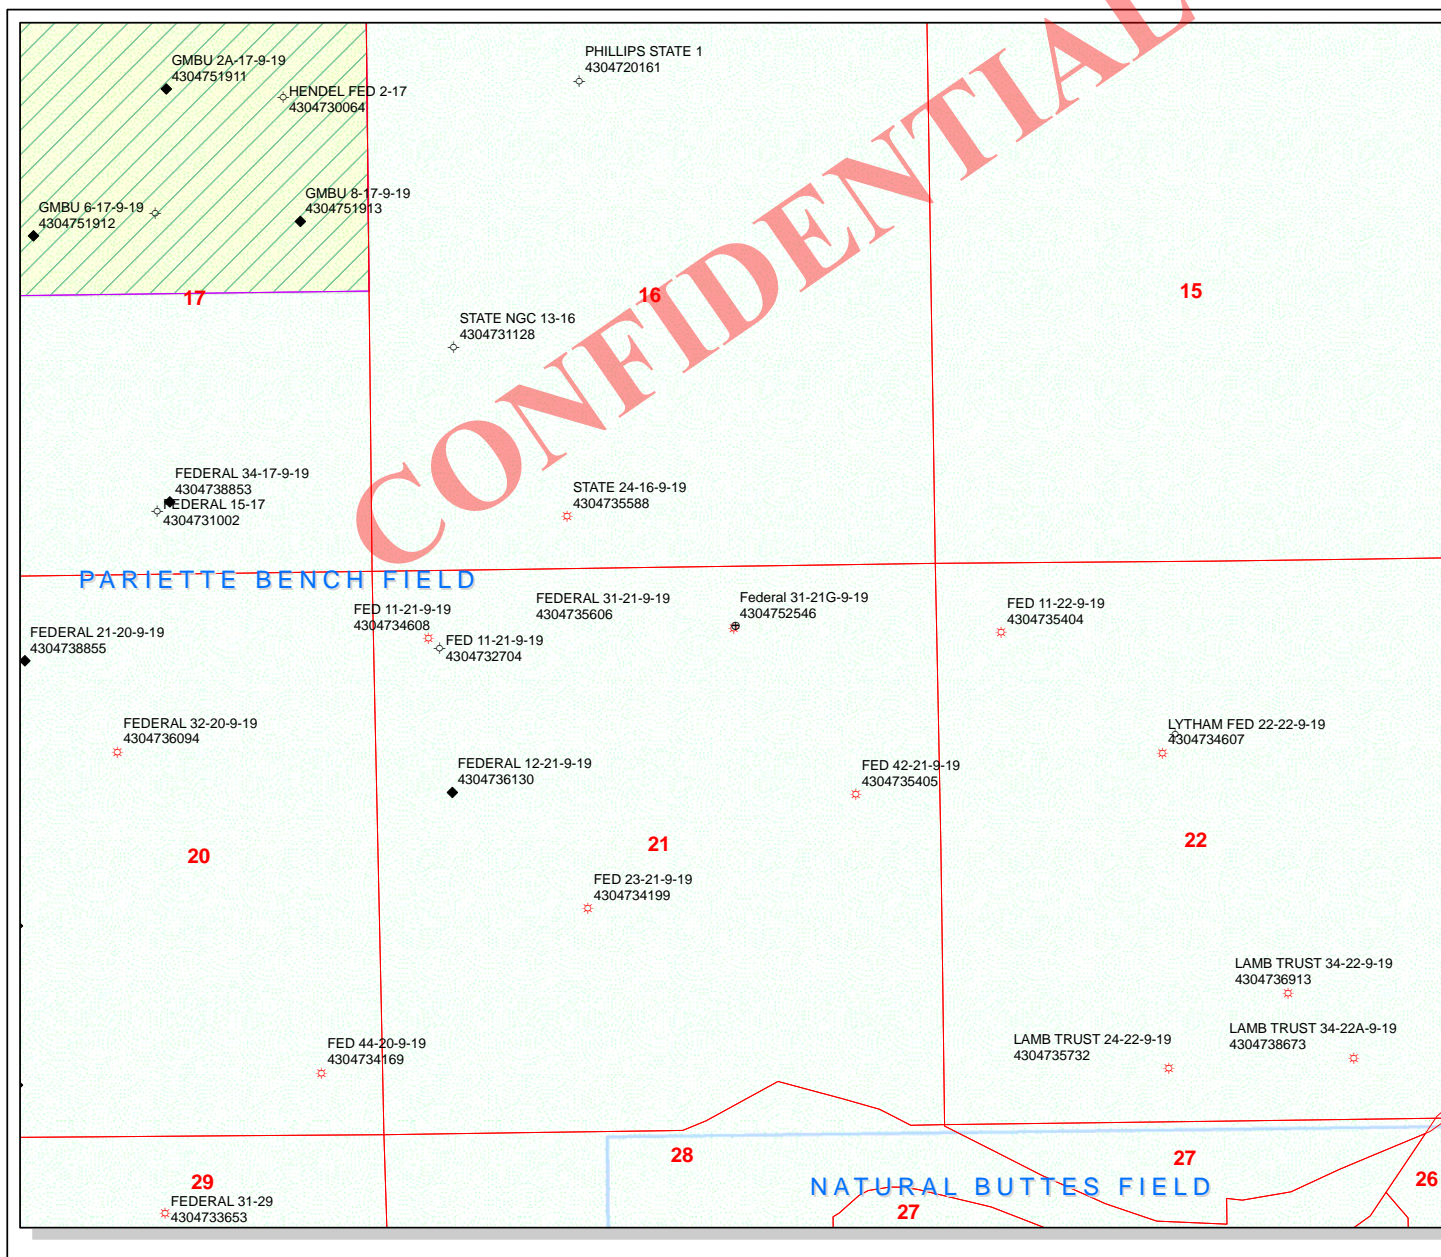 CONFIDENTIAL
GMBU 2A-17-9-19
4304751911
HENDEL FED 2-17
4304730064
PHILLIPS STATE 1
4304720161
GMBU 6-17-9-19
4304751912
GMBU 8-17-9-19
4304751913
17
16
15
STATE NGC 13-16
4304731128
FEDERAL 34-17-9-19
4304738853
FEDERAL 15-17
4304731002
STATE 24-16-9-19
4304735588
PARIETTE BENCH FIELD
FED 11-21-9-19
4304734608
FEDERAL 31-21-9-19
4304735606
Federal 31-21G-9-19
4304752546
FED 11-22-9-19
4304735404
FEDERAL 21-20-9-19
4304738855
FED 11-21-9-19
4304732704
FEDERAL 32-20-9-19
4304736094
LYTHAM FED 22-22-9-19
4304734607
FEDERAL 12-21-9-19
4304736130
FED 42-21-9-19
4304735405
20
21
22
FED 23-21-9-19
4304734199
LAMB TRUST 34-22-9-19
4304736913
FED 44-20-9-19
4304734169
LAMB TRUST 24-22-9-19
4304735732
LAMB TRUST 34-22A-9-19
4304738673
28
27
29
26
NATURAL BUTTES FIELD
FEDERAL 31-29
4304733653
27